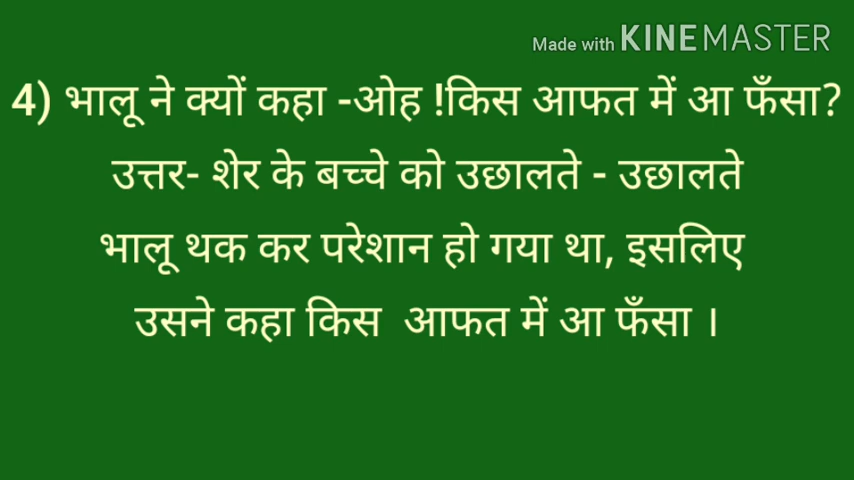 Made with KINEMASTER
4) भालू ने क्यों कहा -ओह !किस आफत में आ फँसा?
उत्तर- शेर के बच्चे को उछालते - उछालते
भालू थक कर परेशान हो गया था, इसलिए
उसने कहा किस आफत में आ फँसा ।